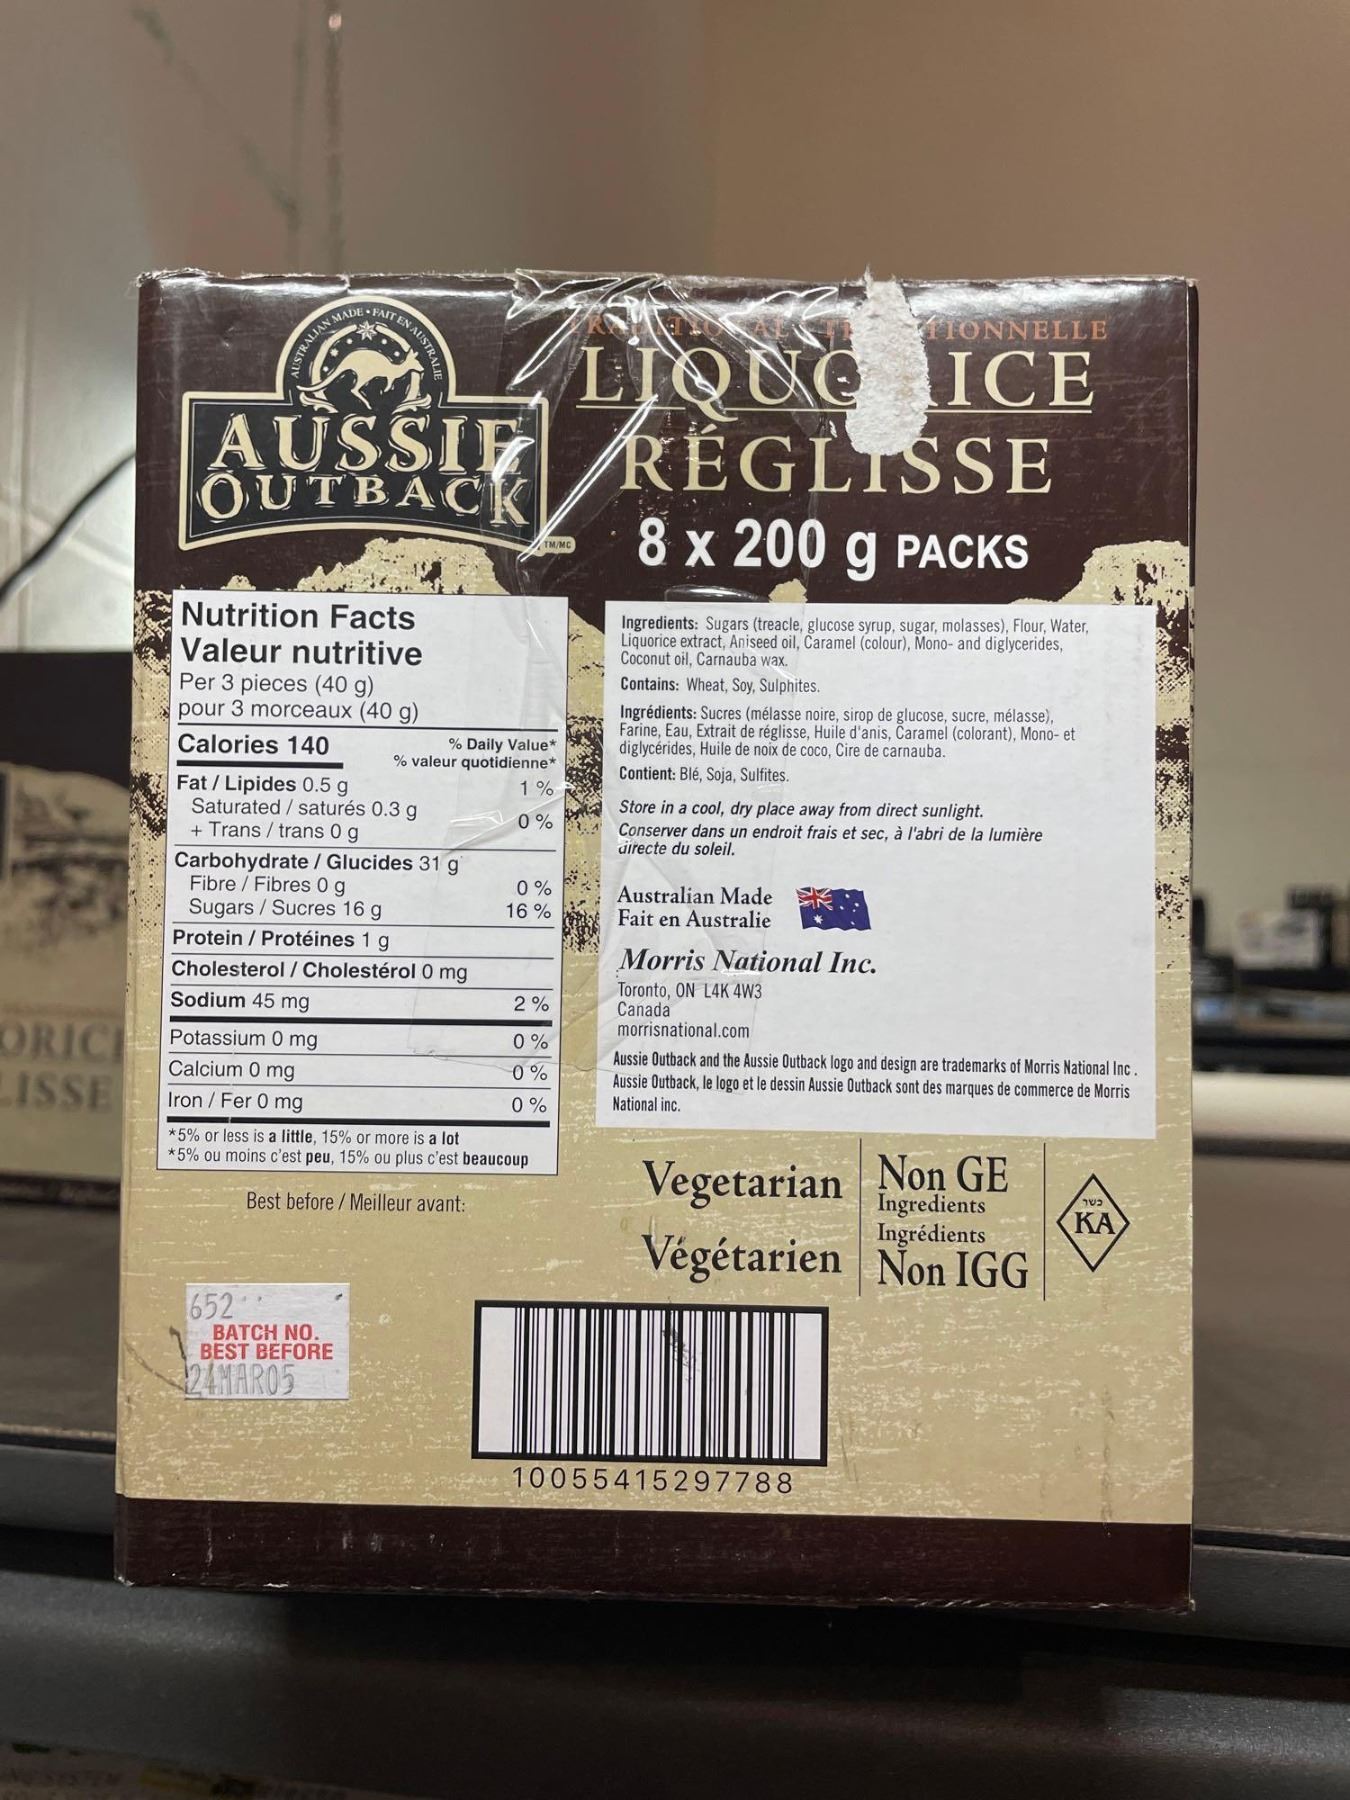 AUSTRALIAN MADE • FAIT EN AUSTRALIE
AUSSIE
OUTBACK
TM/MC
TIONNELLE
LIQUO ICE
RÉGLISSE
8 x 200 g PACKS
Nutrition Facts
Valeur nutritive
Per 3 pieces (40 g)
pour 3 morceaux (40 g)
Calories 140
% Daily Value*
% valeur quotidienne*
Fat / Lipides 0.5 g 1 %
Saturated / saturés 0.3 g
+ Trans / trans 0 g 0 %
Carbohydrate / Glucides 31 g
Fibre / Fibres 0 g 0 %
Sugars / Sucres 16 g 16 %
Protein / Protéines 1 g
Cholesterol / Cholestérol 0 mg
Sodium 45 mg 2 %
Potassium 0 mg 0 %
Calcium 0 mg 0 %
Iron / Fer 0 mg 0 %
*5% or less is a little, 15% or more is a lot
*5% ou moins c'est peu, 15% ou plus c'est beaucoup
Best before / Meilleur avant:
652
BATCH NO.
BEST BEFORE
24MAR05
Ingredients: Sugars (treacle, glucose syrup, sugar, molasses), Flour, Water,
Liquorice extract, Aniseed oil, Caramel (colour), Mono- and diglycerides,
Coconut oil, Carnauba wax.
Contains: Wheat, Soy, Sulphites.
Ingrédients: Sucres (mélasse noire, sirop de glucose, sucre, mélasse),
Farine, Eau, Extrait de réglisse, Huile d'anis, Caramel (colorant), Mono- et
diglycérides, Huile de noix de coco, Cire de carnauba.
Contient: Blé, Soja, Sulfites.
Store in a cool, dry place away from direct sunlight.
Conserver dans un endroit frais et sec, à l'abri de la lumière
directe du soleil.
Australian Made
Fait en Australie
Morris National Inc.
Toronto, ON L4K 4W3
Canada
morrisnational.com
Aussie Outback and the Aussie Outback logo and design are trademarks of Morris National Inc.
Aussie Outback, le logo et le dessin Aussie Outback sont des marques de commerce de Morris
National inc.
Vegetarian
Végétarien
Non GE
Ingredients
Ingrédients
Non IGG
כשר
KA
10055415297788
ORICE
LISSE